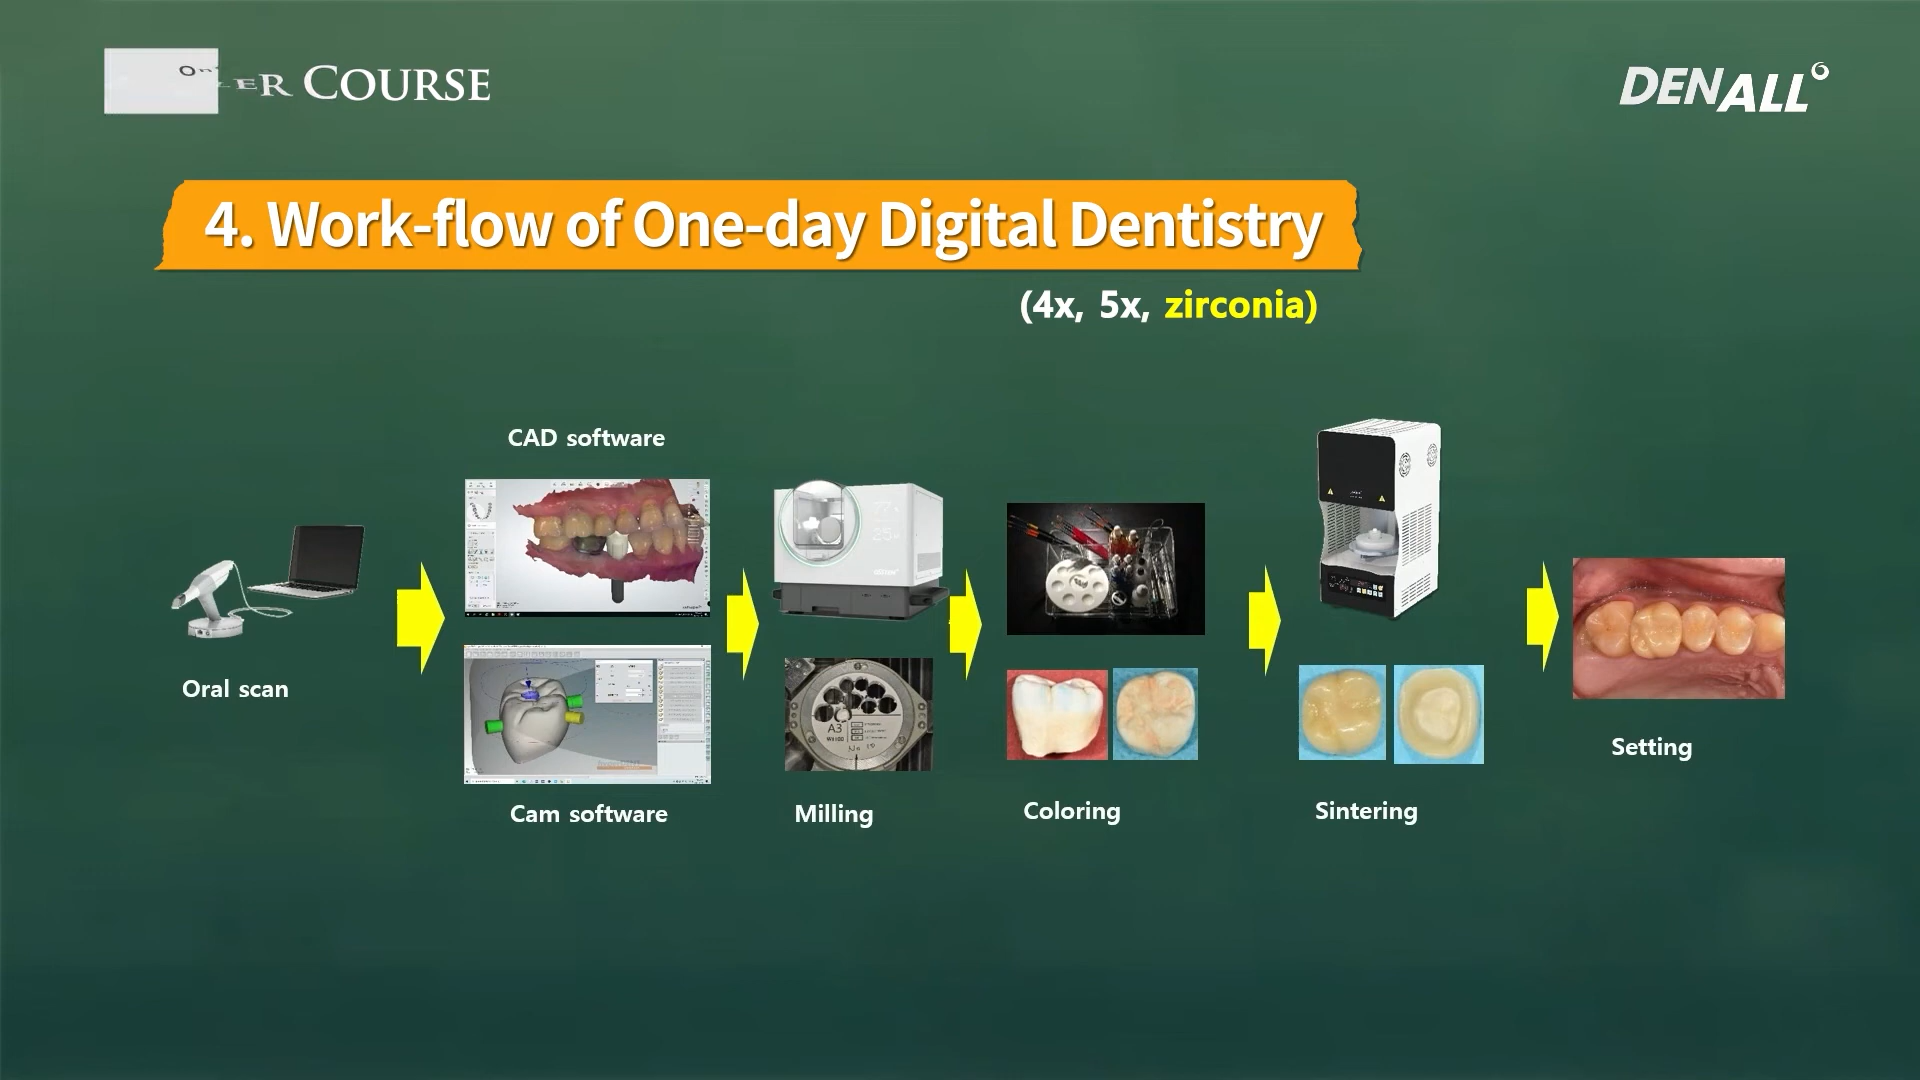 COURSE
DENALL
4. Work-flow of One-day Digital Dentistry
(4x, 5x, zirconia)
CAD software
A3
Oral scan
Cam software
Milling
Coloring
Sintering
Setting